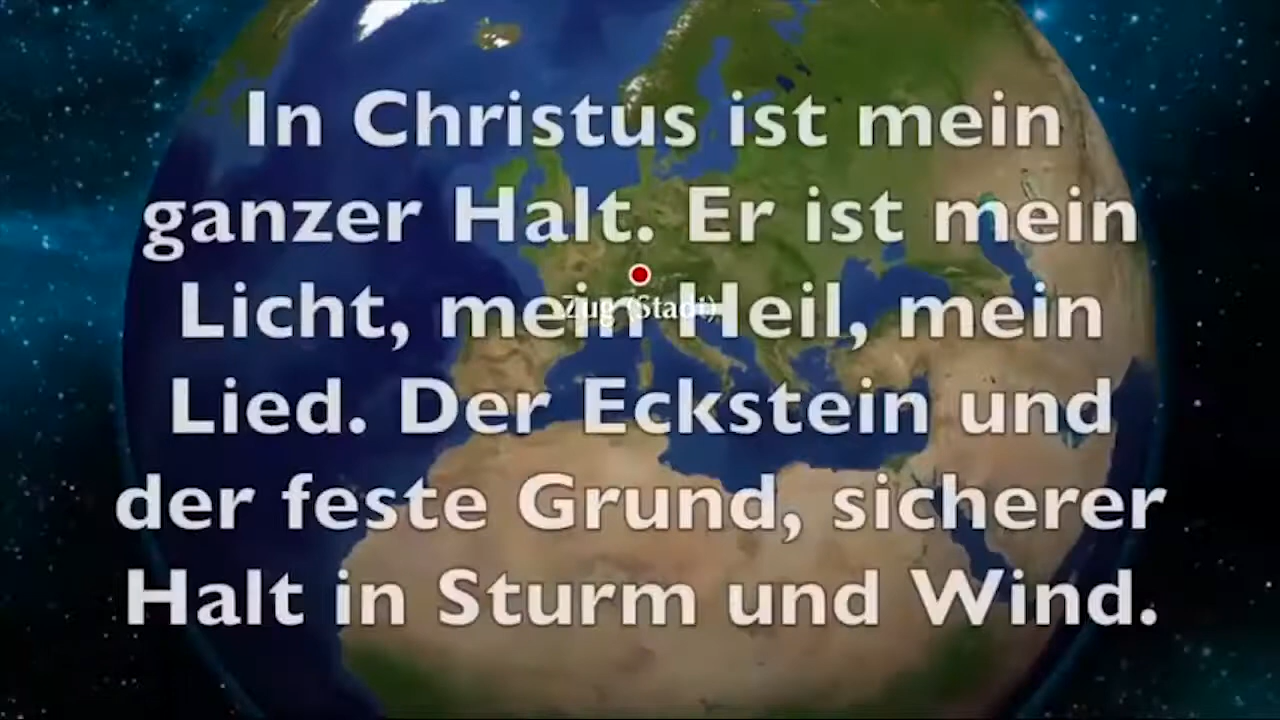 In Christus ist mein
ganzer Halt. Er ist mein
Licht, mein Heil, mein
Zug (Stadt)
Lied. Der Eckstein und
der feste Grund, sicherer
Halt in Sturm und Wind.